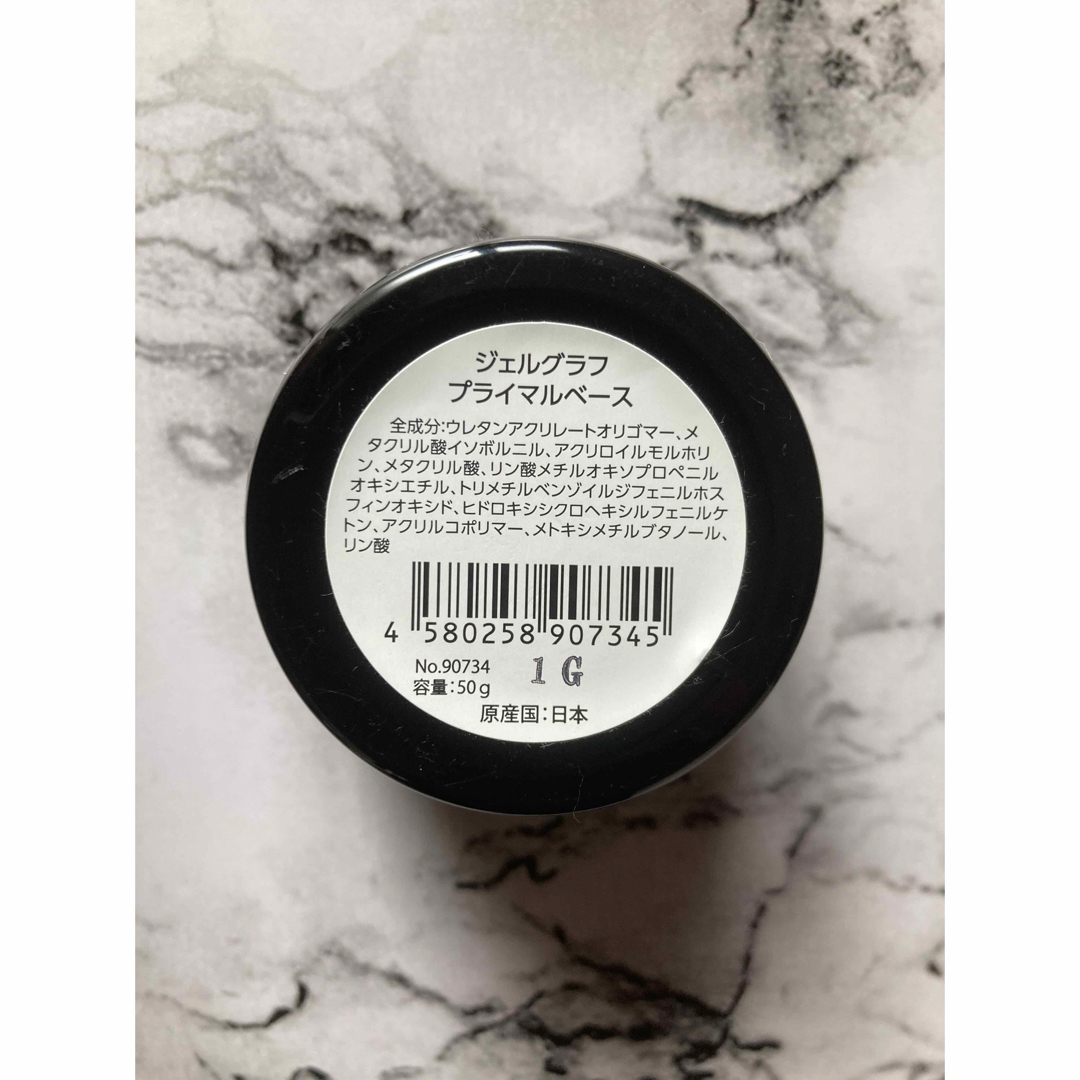 ジェルグラフ
プライマルベース
全成分:ウレタンアクリレートオリゴマー、メ
タクリル酸イソボルニル、アクリロイルモルホリ
ン、メタクリル酸、リン酸メチルオキソプロペニル
オキシエチル、トリメチルベンゾイルジフェニルホス
フィンオキシド、ヒドロキシシクロヘキシルフェニルケ
トン、アクリルコポリマー、メトキシメチルブタノール、
リン酸
4 580258 907345
No.90734 1G
容量:50g
原産国:日本